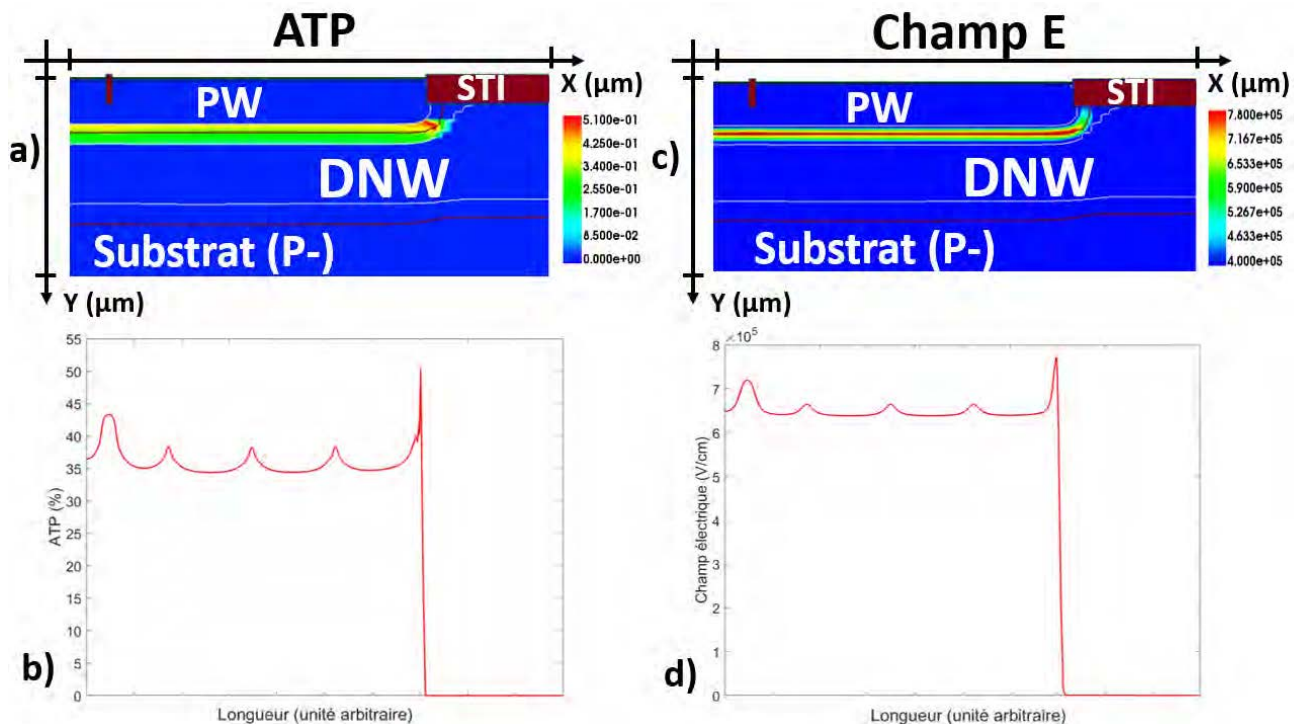 ATP
Champ E
X (µm)
PW
STI
a)
DNW
Substrat (P-)
5.100e-01
4.250e-01
3.400e-01
2.550e-01
1.700e-01
8.500e-02
0.000e+00
Y (µm)
X (µm)
PW
STI
c)
DNW
Substrat (P-)
7.800e+05
7.167e+05
6.533e+05
5.900e+05
5.267e+05
4.633e+05
4.000e+05
Y (µm)
55
50
45
40
35
30
25
20
15
10
5
0
ATP (%)
b)
Longueur (unité arbitraire)
×10⁵
8
7
6
5
4
3
2
1
0
Champ électrique (V/cm)
d)
Longueur (unité arbitraire)